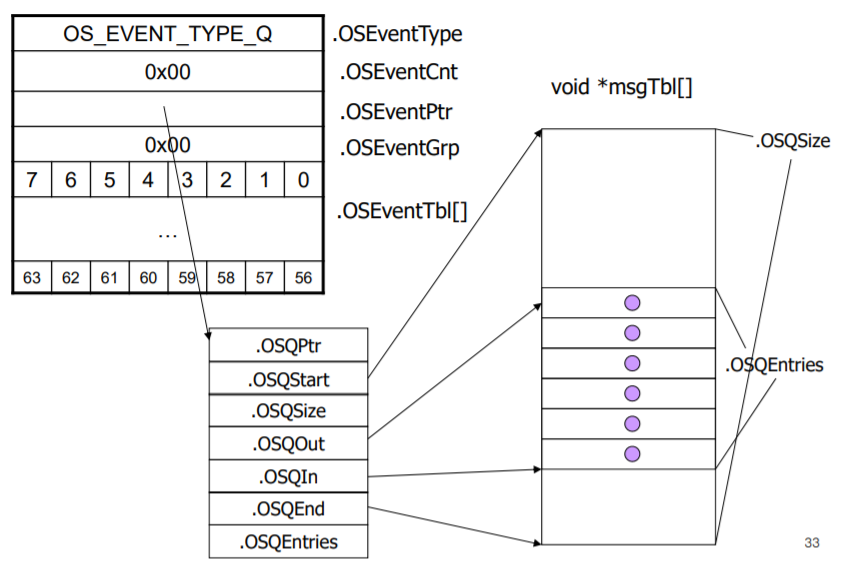 OS_EVENT_TYPE_Q .OSEventType
0x00 .OSEventCnt
.OSEventPtr
0x00 .OSEventGrp
7 6 5 4 3 2 1 0
.OSEventTbl[]
...
63 62 61 60 59 58 57 56
void *msgTbl[]
.OSQSize
.OSQEntries
.OSQPtr
.OSQStart
.OSQSize
.OSQOut
.OSQIn
.OSQEnd
.OSQEntries
33